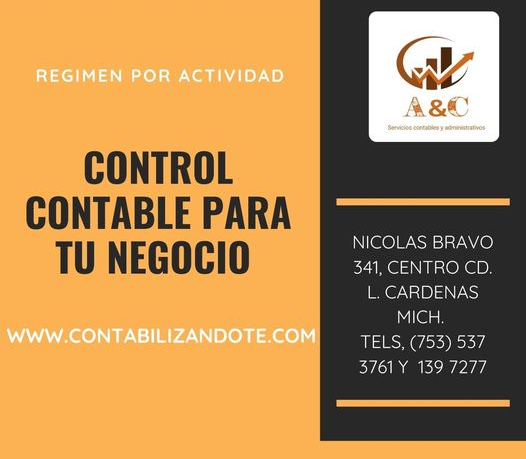 REGIMEN POR ACTIVIDAD
CONTROL
CONTABLE PARA
TU NEGOCIO
WWW.CONTABILIZANDOTE.COM
A&C
Servicios contables y administrativos
NICOLAS BRAVO
341, CENTRO CD.
L. CARDENAS
MICH.
TELS, (753) 537
3761 Y 139 7277